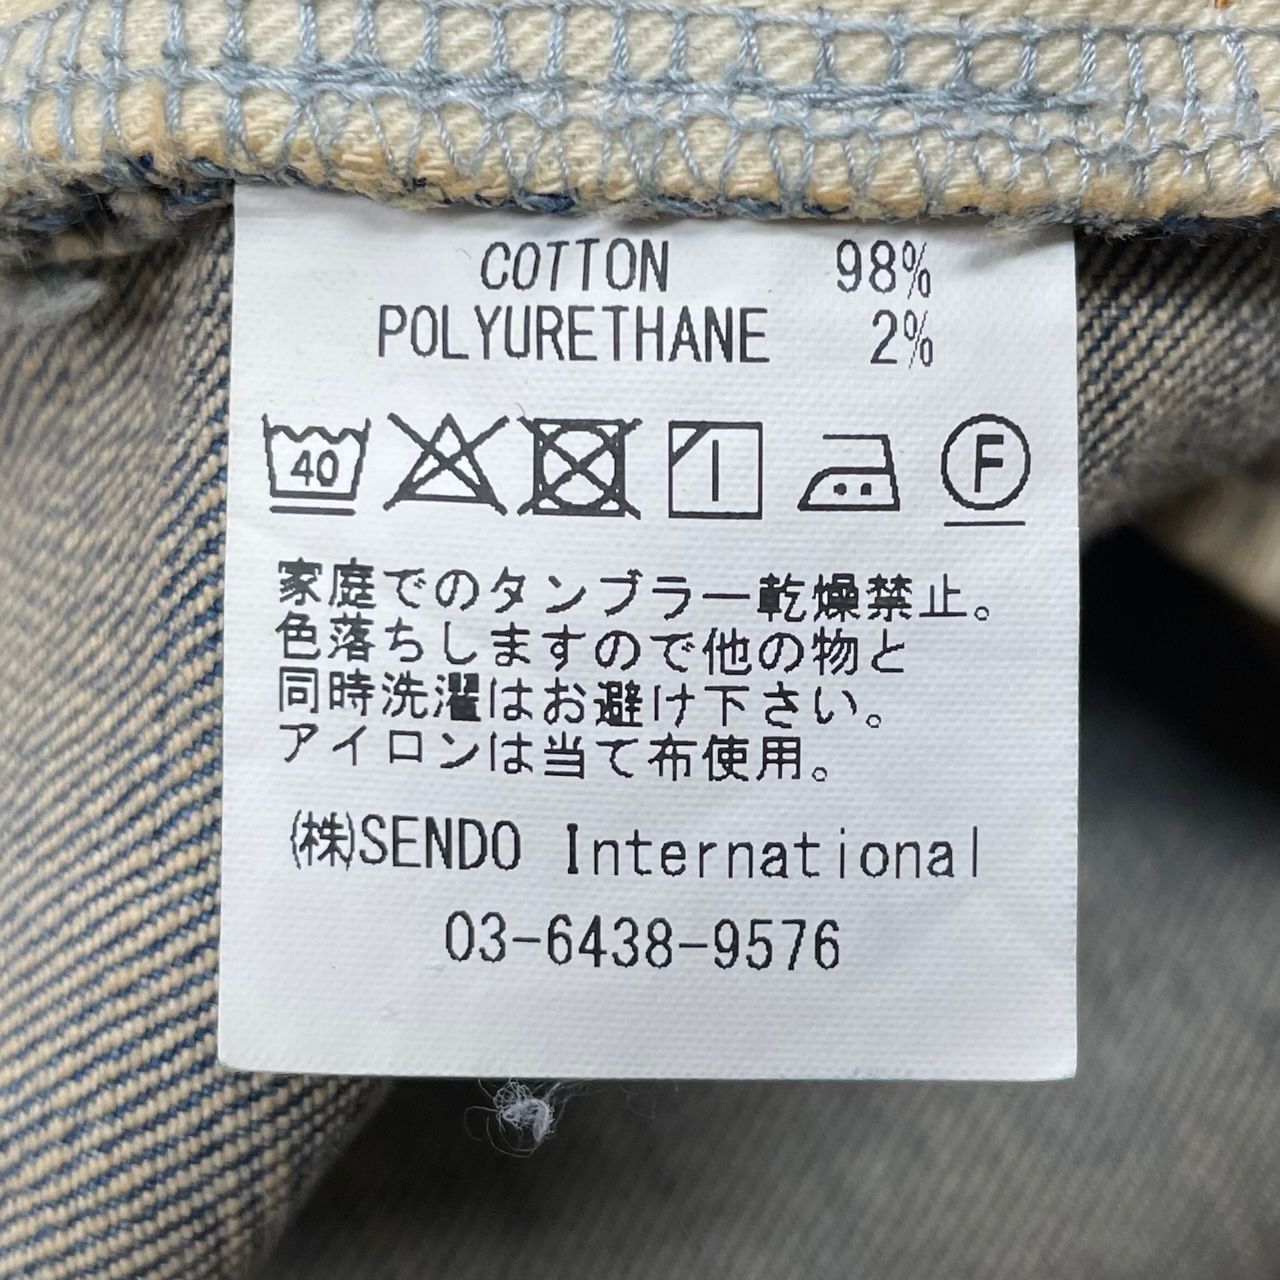 COTTON 98%
POLYURETHANE 2%
40 F
家庭でのタンブラー乾燥禁止。
色落ちしますので他の物と
同時洗濯はお避け下さい。
アイロンは当て布使用。
㈱SENDO International
03-6438-9576